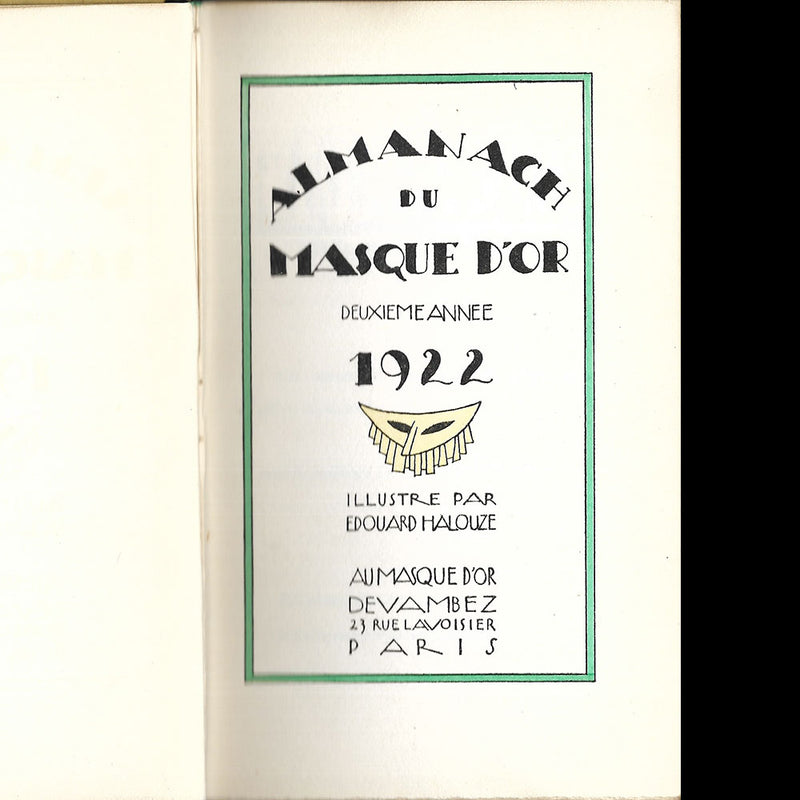 ALMANACH
DU
MASQUE D'OR
DEUXIEME ANNEE
1922
ILLUSTRE PAR
EDOUARD HALOUZE
AU MASQUE D'OR
DEVAMBEZ
23 RUE LAVOISIER
PARIS